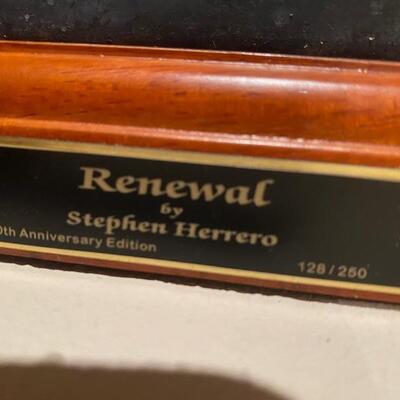 Renewal
by
Stephen Herrero
0th Anniversary Edition
128/250